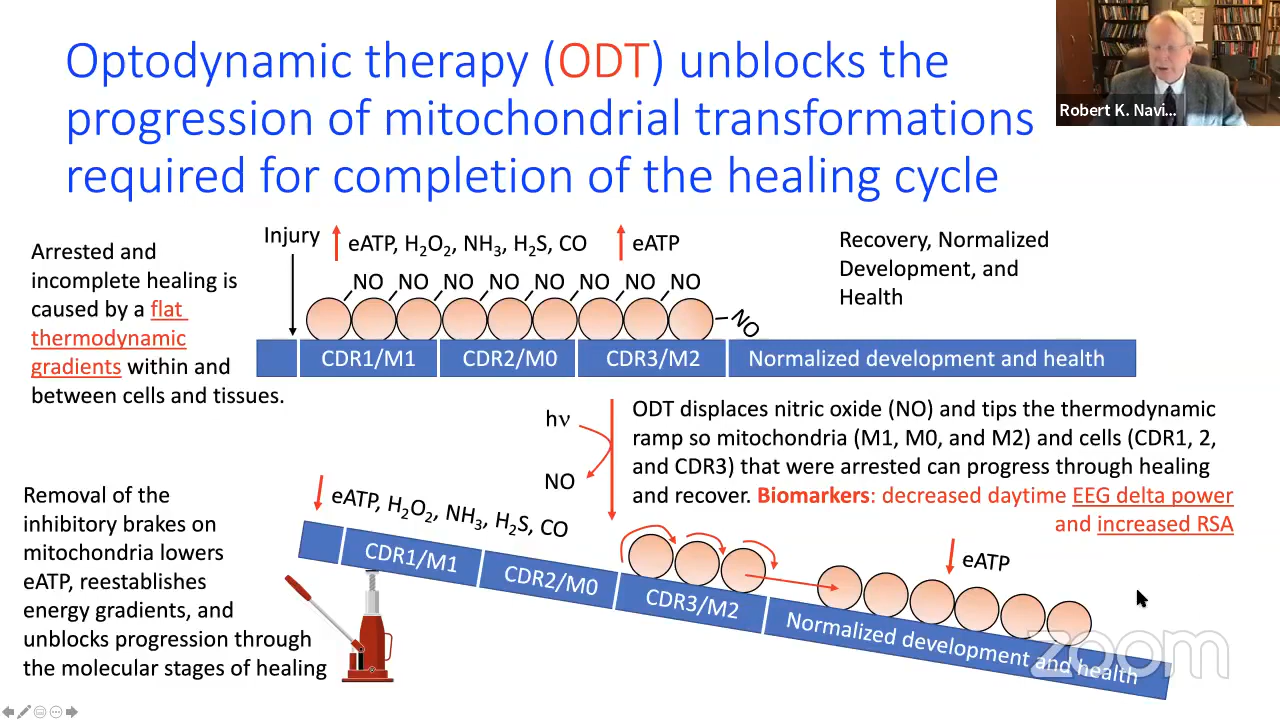 Optodynamic therapy (ODT) unblocks the
progression of mitochondrial transformations
required for completion of the healing cycle
Robert K. Navi...
Arrested and
incomplete healing is
caused by a flat
thermodynamic
gradients within and
between cells and tissues.
Injury
eATP, H₂O₂, NH₃, H₂S, CO
eATP
NO NO NO NO NO NO NO NO
NO
CDR1/M1
CDR2/M0
CDR3/M2
Normalized development and health
Recovery, Normalized
Development, and
Health
hν
NO
ODT displaces nitric oxide (NO) and tips the thermodynamic
ramp so mitochondria (M1, M0, and M2) and cells (CDR1, 2,
and CDR3) that were arrested can progress through healing
and recover. Biomarkers: decreased daytime EEG delta power
and increased RSA
Removal of the
inhibitory brakes on
mitochondria lowers
eATP, reestablishes
energy gradients, and
unblocks progression through
the molecular stages of healing
eATP, H₂O₂, NH₃, H₂S, CO
CDR1/M1
CDR2/M0
CDR3/M2
eATP
Normalized development and health
zoom